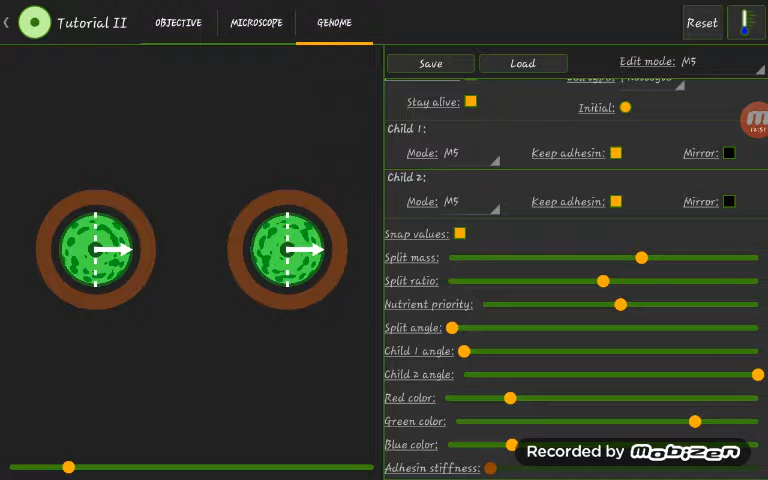 Tutorial II OBJECTIVE MICROSCOPE GENOME Reset
Save Load Edit mode: M5
Stay alive: Initial:
12:51
Child 1:
Mode: M5 Keep adhesin: Mirror:
Child 2:
Mode: M5 Keep adhesin: Mirror:
Snap values:
Split mass:
Split ratio:
Nutrient priority:
Split angle:
Child 1 angle:
Child 2 angle:
Red color:
Green color:
Blue color:
Recorded by Mobizen
Adhesin stiffness: